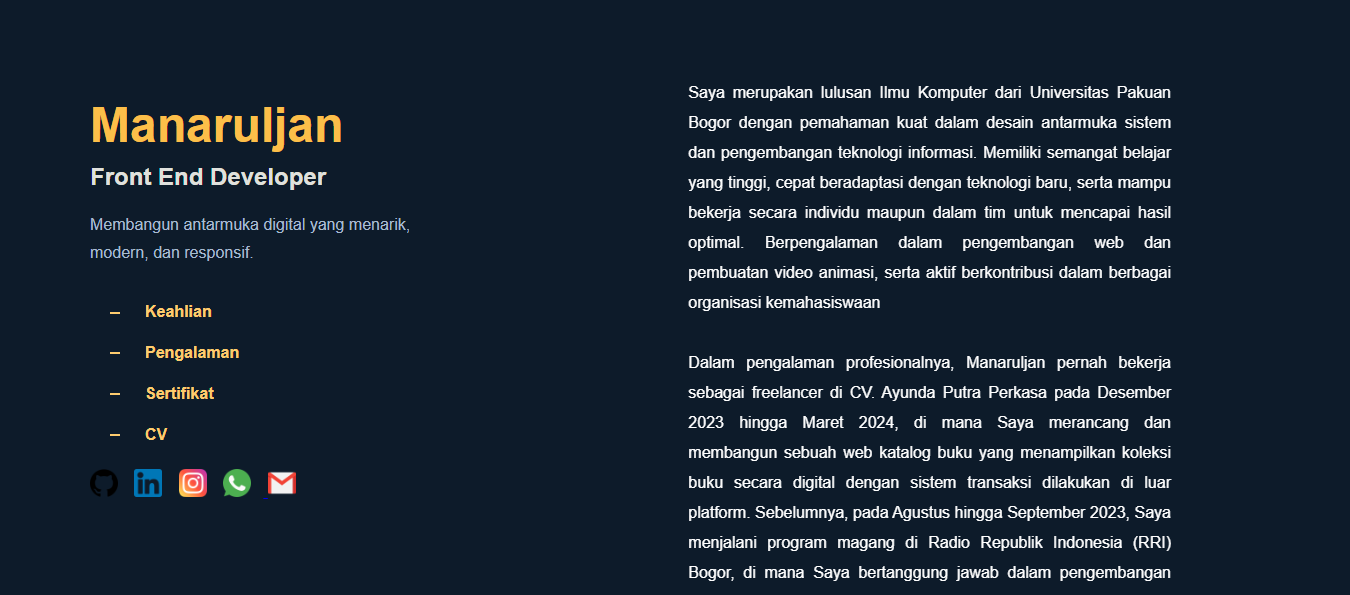 Manaruljan
Front End Developer
Membangun antarmuka digital yang menarik,
modern, dan responsif.
– Keahlian
– Pengalaman
– Sertifikat
– CV
Saya merupakan lulusan Ilmu Komputer dari Universitas Pakuan
Bogor dengan pemahaman kuat dalam desain antarmuka sistem
dan pengembangan teknologi informasi. Memiliki semangat belajar
yang tinggi, cepat beradaptasi dengan teknologi baru, serta mampu
bekerja secara individu maupun dalam tim untuk mencapai hasil
optimal. Berpengalaman dalam pengembangan web dan
pembuatan video animasi, serta aktif berkontribusi dalam berbagai
organisasi kemahasiswaan
Dalam pengalaman profesionalnya, Manaruljan pernah bekerja
sebagai freelancer di CV. Ayunda Putra Perkasa pada Desember
2023 hingga Maret 2024, di mana Saya merancang dan
membangun sebuah web katalog buku yang menampilkan koleksi
buku secara digital dengan sistem transaksi dilakukan di luar
platform. Sebelumnya, pada Agustus hingga September 2023, Saya
menjalani program magang di Radio Republik Indonesia (RRI)
Bogor, di mana Saya bertanggung jawab dalam pengembangan